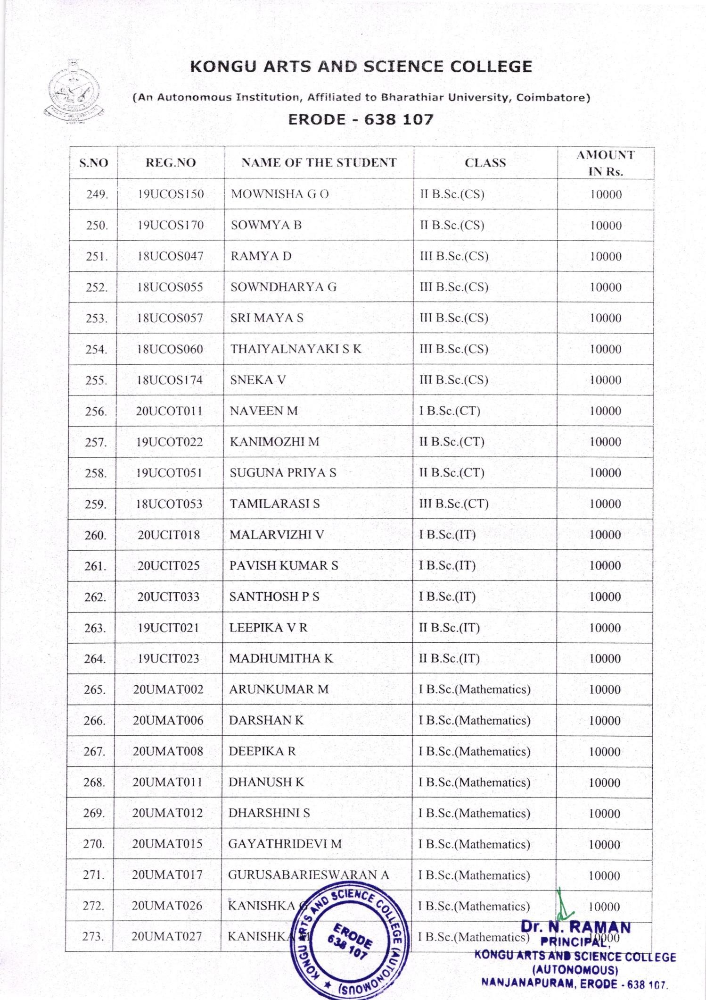 KONGU ARTS AND SCIENCE COLLEGE
(An Autonomous Institution, Affiliated to Bharathiar University, Coimbatore)
ERODE - 638 107
S.NO REG.NO NAME OF THE STUDENT CLASS AMOUNT IN Rs.
249. 19UCOS150 MOWNISHA G O II B.Sc.(CS) 10000
250. 19UCOS170 SOWMYA B II B.Sc.(CS) 10000
251. 18UCOS047 RAMYA D III B.Sc.(CS) 10000
252. 18UCOS055 SOWNDHARYA G III B.Sc.(CS) 10000
253. 18UCOS057 SRI MAYA S III B.Sc.(CS) 10000
254. 18UCOS060 THAIYALNAYAKI S K III B.Sc.(CS) 10000
255. 18UCOS174 SNEKA V III B.Sc.(CS) 10000
256. 20UCOT011 NAVEEN M I B.Sc.(CT) 10000
257. 19UCOT022 KANIMOZHI M II B.Sc.(CT) 10000
258. 19UCOT051 SUGUNA PRIYA S II B.Sc.(CT) 10000
259. 18UCOT053 TAMILARASI S III B.Sc.(CT) 10000
260. 20UCIT018 MALARVIZHI V I B.Sc.(IT) 10000
261. 20UCIT025 PAVISH KUMAR S I B.Sc.(IT) 10000
262. 20UCIT033 SANTHOSH P S I B.Sc.(IT) 10000
263. 19UCIT021 LEEPIKA V R II B.Sc.(IT) 10000
264. 19UCIT023 MADHUMITHA K II B.Sc.(IT) 10000
265. 20UMAT002 ARUNKUMAR M I B.Sc.(Mathematics) 10000
266. 20UMAT006 DARSHAN K I B.Sc.(Mathematics) 10000
267. 20UMAT008 DEEPIKA R I B.Sc.(Mathematics) 10000
268. 20UMAT011 DHANUSH K I B.Sc.(Mathematics) 10000
269. 20UMAT012 DHARSHINI S I B.Sc.(Mathematics) 10000
270. 20UMAT015 GAYATHRIDEVI M I B.Sc.(Mathematics) 10000
271. 20UMAT017 GURUSABARIESWARAN A I B.Sc.(Mathematics) 10000
272. 20UMAT026 KANISHKA G I B.Sc.(Mathematics) 10000
273. 20UMAT027 KANISHKA M I B.Sc.(Mathematics) 10000
KONGU ARTS AND SCIENCE COLLEGE (AUTONOMOUS) ★
ERODE
638 107
Dr. N. RAMAN
PRINCIPAL,
KONGU ARTS AND SCIENCE COLLEGE
(AUTONOMOUS)
NANJANAPURAM, ERODE - 638 107.